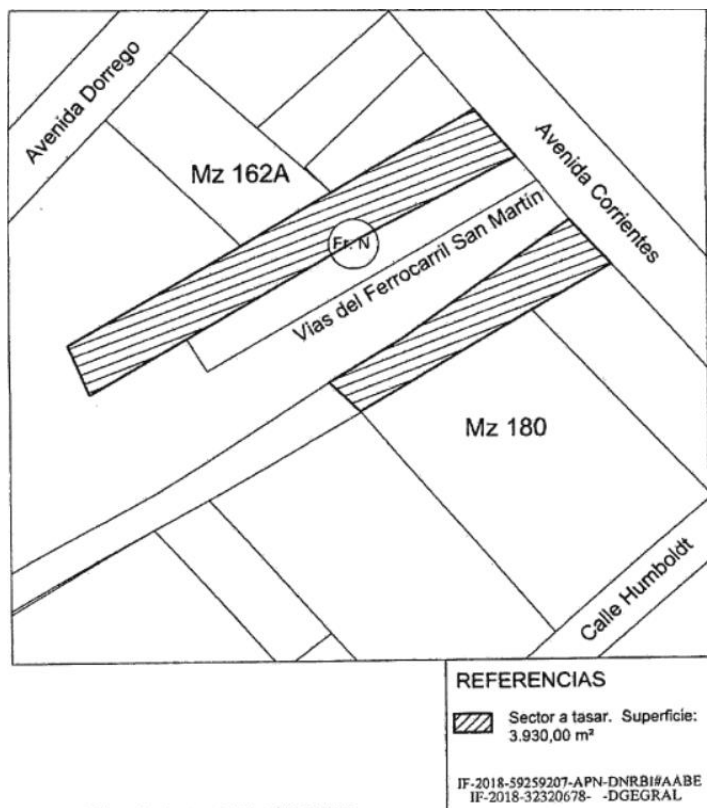 Avenida Dorrego
Mz 162A
Avenida Corrientes
Fr. N
Vias del Ferrocarril San Martín
Mz 180
Calle Humboldt
REFERENCIAS
Sector a tasar. Superficie:
3.930,00 m²
IF-2018-59259207-APN-DNRBI#AABE
IF-2018-32320678- -DGEGRAL